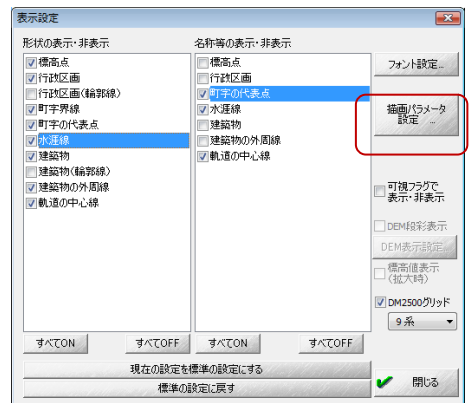 表示設定
形状の表示・非表示
標高点
行政区画
行政区画(輪郭線)
町字界線
町字の代表点
水涯線
建築物
建築物(輪郭線)
建築物の外周線
軌道の中心線
すべてON
すべてOFF
名称等の表示・非表示
標高点
行政区画
町字の代表点
水涯線
建築物
建築物の外周線
軌道の中心線
すべてON
すべてOFF
フォント設定...
描画パラメータ
設定 ...
可視フラグで
表示・非表示
DEM段彩表示
DEM表示設定...
標高値表示
(拡大時)
DM2500グリッド
9系
現在の設定を標準の設定にする
標準の設定に戻す
閉じる